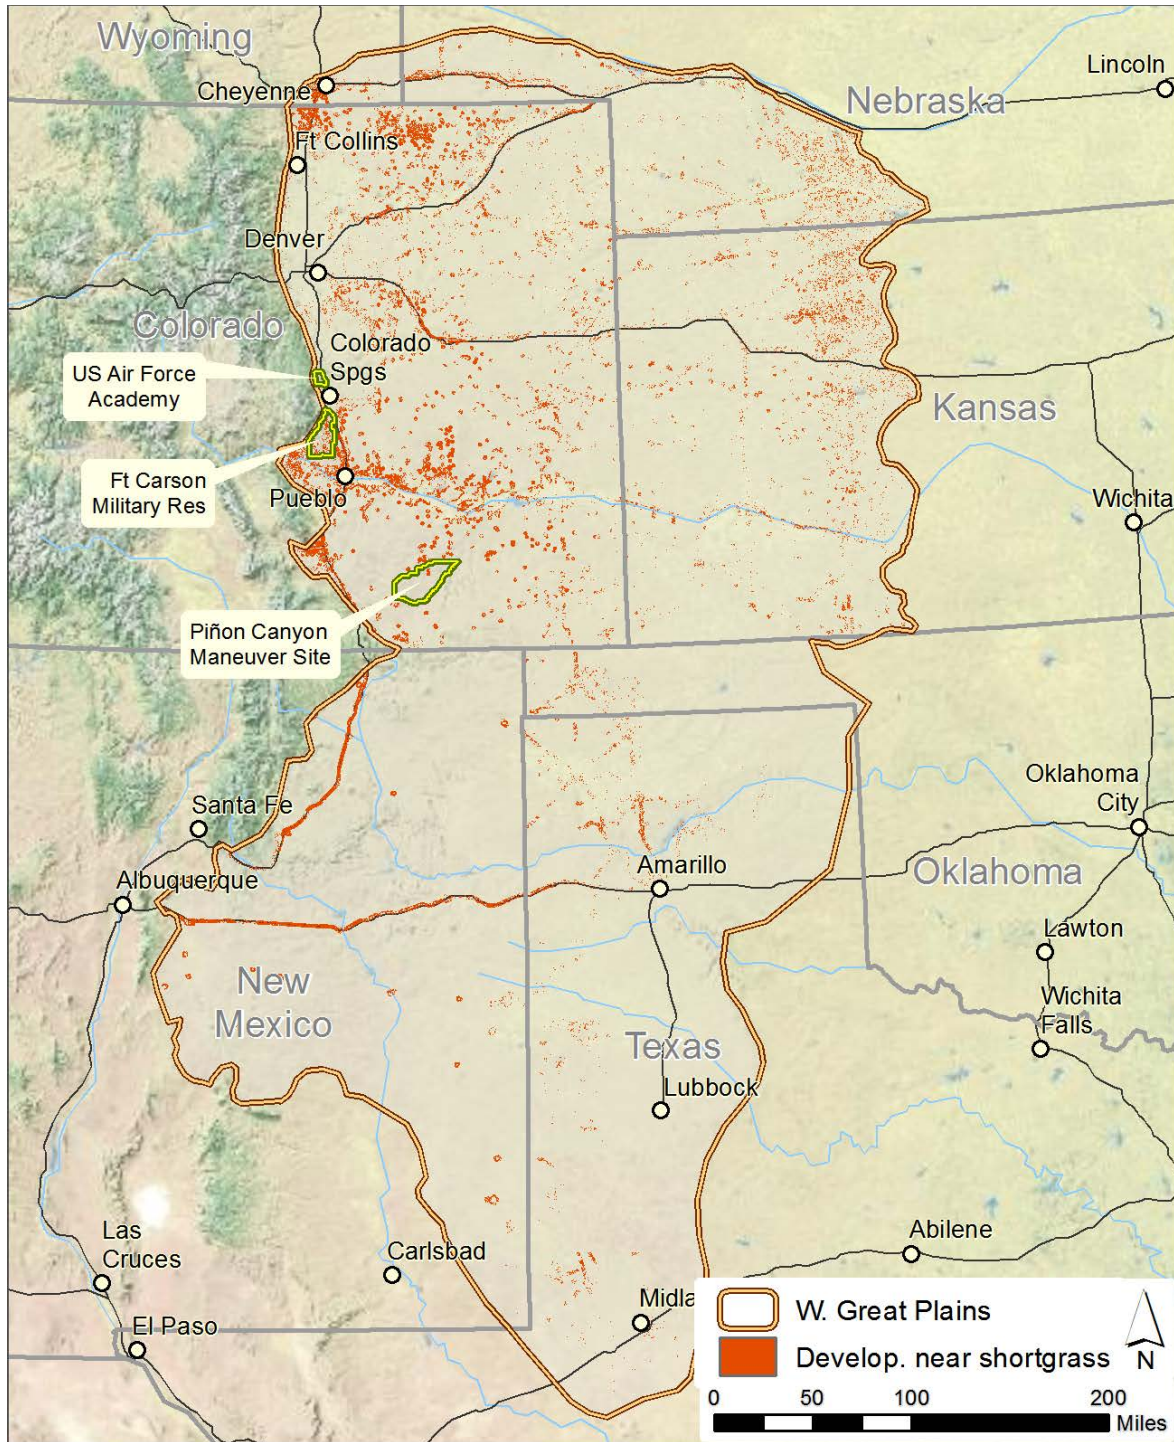 Wyoming
Lincoln
Cheyenne
Nebraska
Ft Collins
Denver
Colorado
Colorado
Spgs
US Air Force
Academy
Kansas
Ft Carson
Military Res
Pueblo
Wichita
Piñon Canyon
Maneuver Site
Oklahoma
City
Santa Fe
Amarillo
Albuquerque
Oklahoma
Lawton
New
Mexico
Wichita
Falls
Texas
Lubbock
Las
Cruces
Carlsbad
Abilene
Midla
El Paso
W. Great Plains
Develop. near shortgrass
N
0 50 100 200
Miles